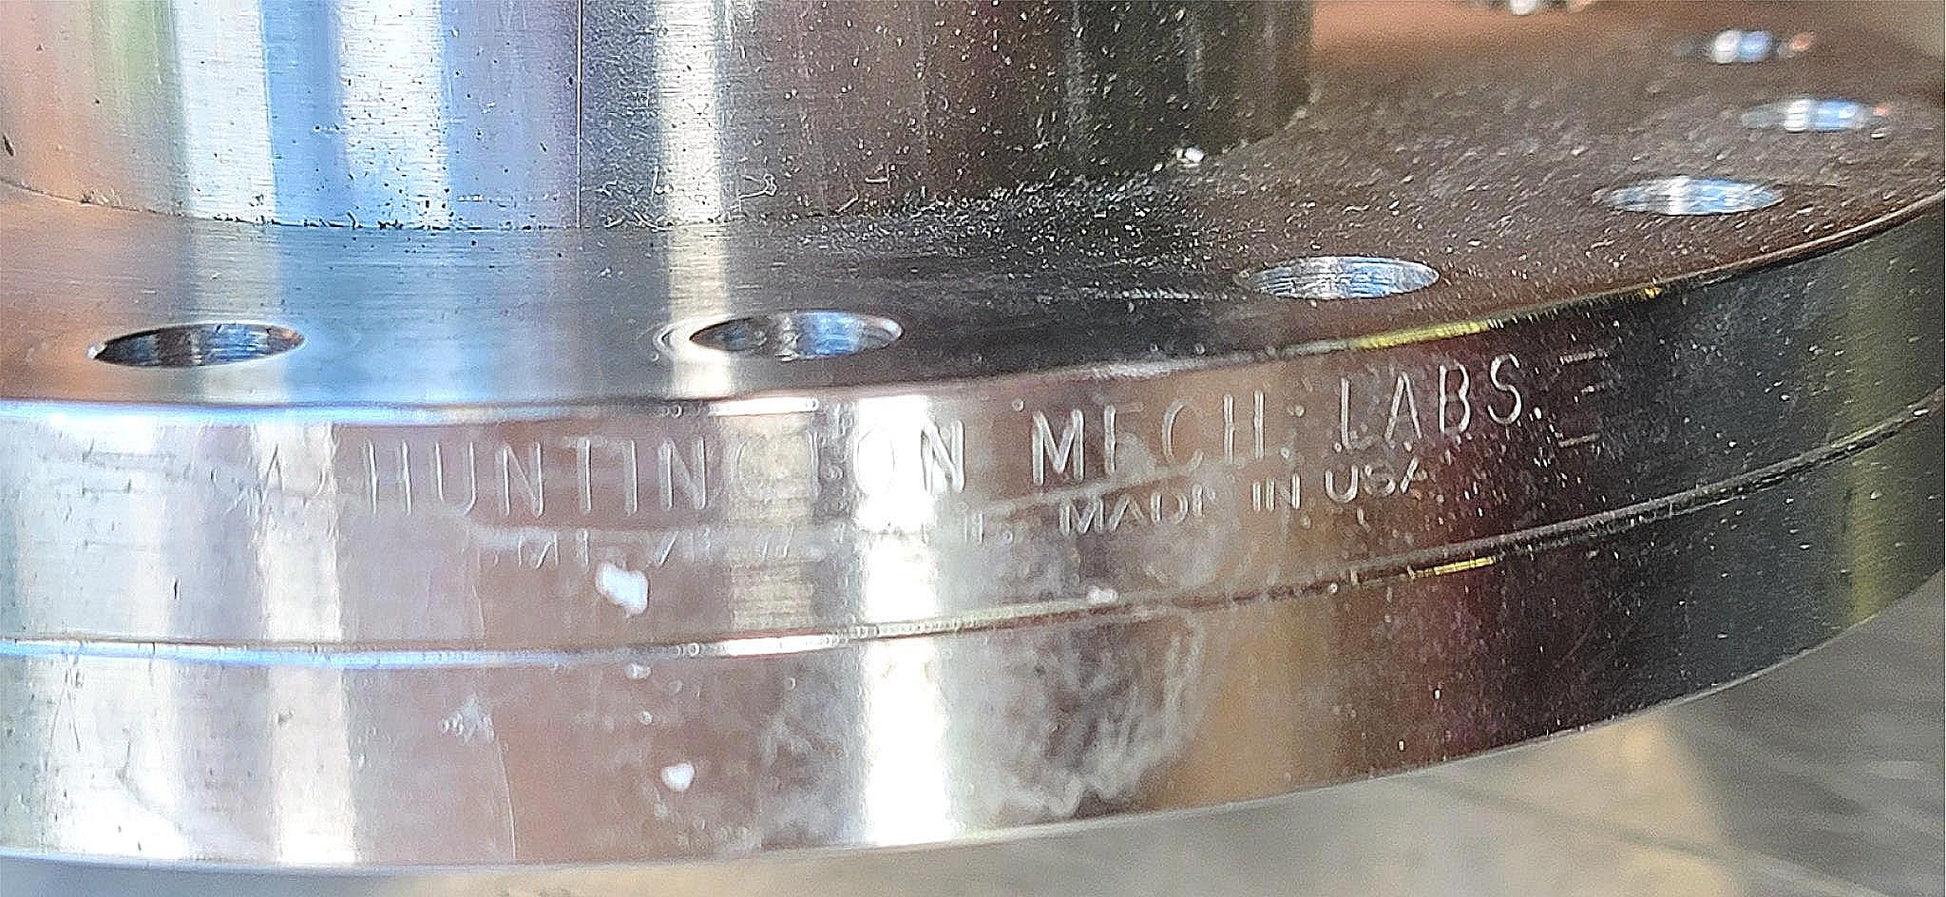 HUNTINGTON MECH. LABS.
MADE IN USA